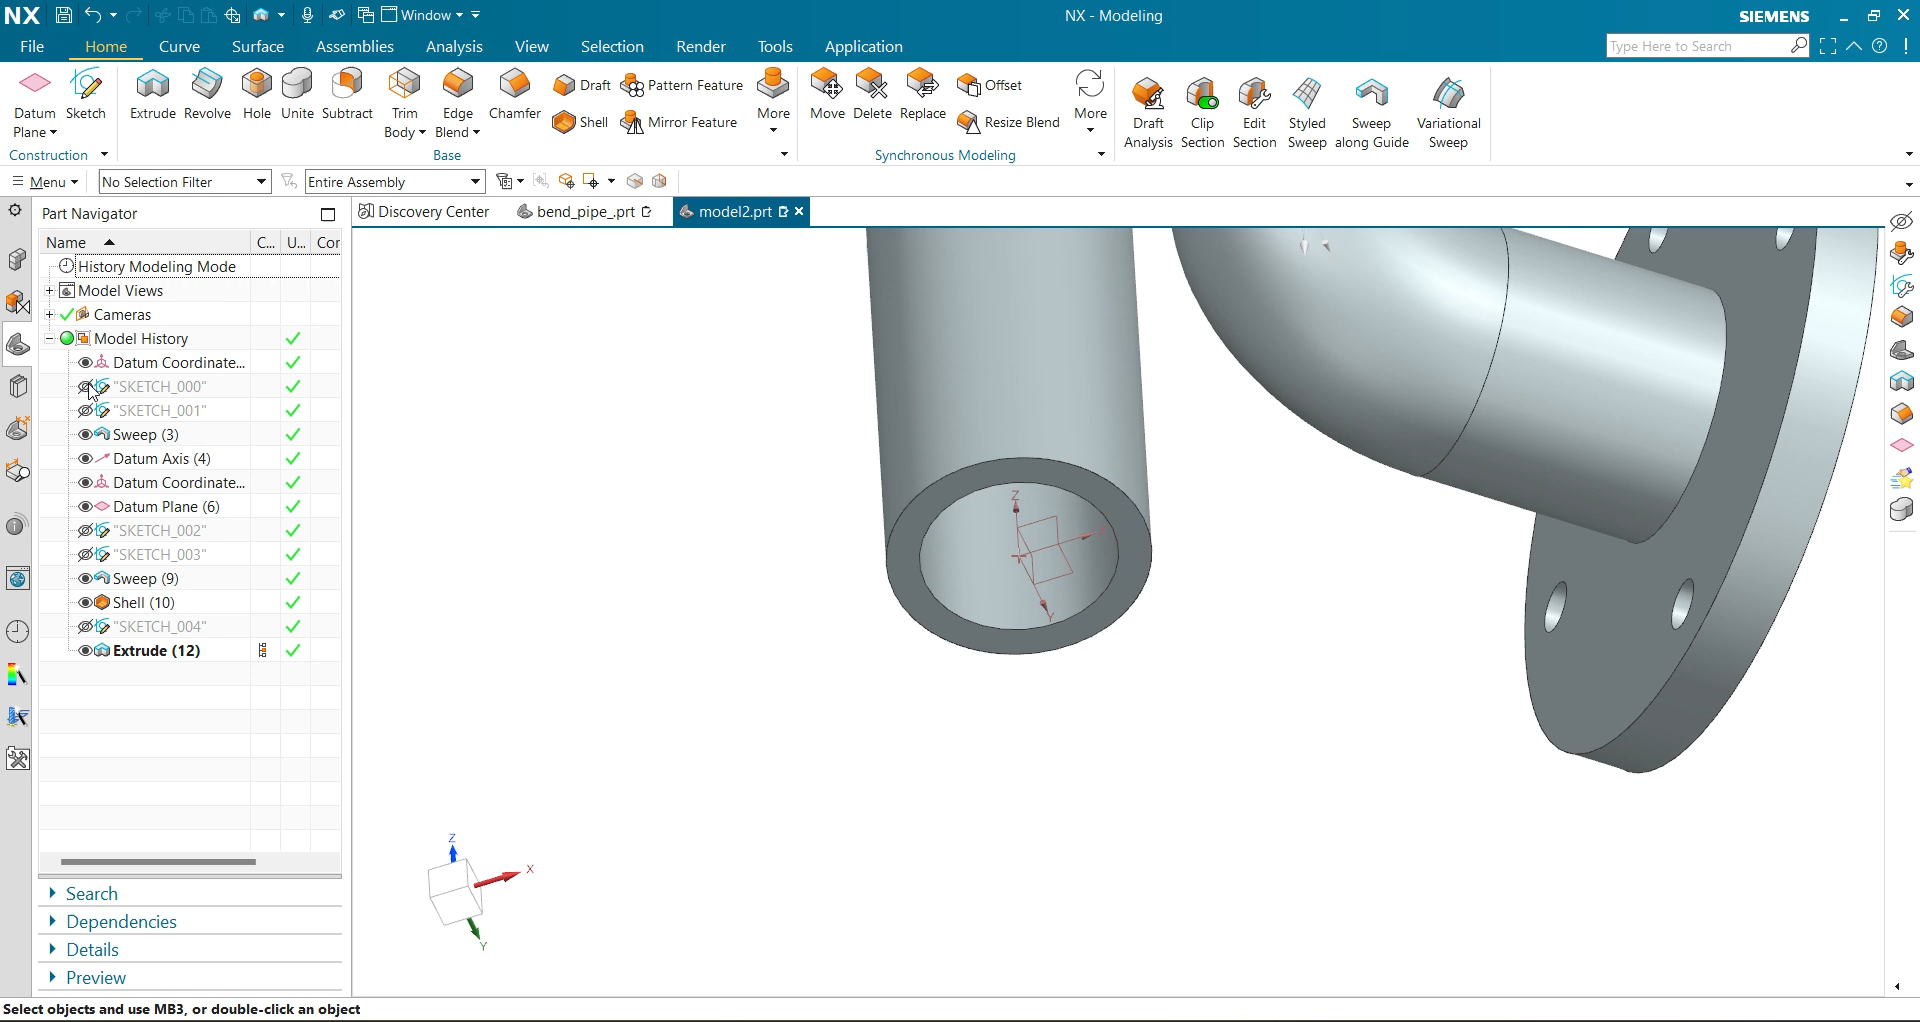 NX
Window
NX - Modeling
SIEMENS
File
Home
Curve
Surface
Assemblies
Analysis
View
Selection
Render
Tools
Application
Type Here to Search
Datum
Plane
Sketch
Extrude
Revolve
Hole
Unite
Subtract
Trim
Body
Edge
Blend
Chamfer
Draft
Shell
Pattern Feature
Mirror Feature
More
Move
Delete
Replace
Offset
Resize Blend
More
Draft
Analysis
Clip
Section
Edit
Section
Styled
Sweep
Sweep
along Guide
Variational
Sweep
Construction
Base
Synchronous Modeling
Menu
No Selection Filter
Entire Assembly
Part Navigator
Discovery Center
bend_pipe_.prt
model2.prt
Name
C...
U...
Cor
History Modeling Mode
Model Views
Cameras
Model History
Datum Coordinate...
"SKETCH_000"
"SKETCH_001"
Sweep (3)
Datum Axis (4)
Datum Coordinate...
Datum Plane (6)
"SKETCH_002"
"SKETCH_003"
Sweep (9)
Shell (10)
"SKETCH_004"
Extrude (12)
Z
Y
Z
X
Y
Search
Dependencies
Details
Preview
Select objects and use MB3, or double-click an object